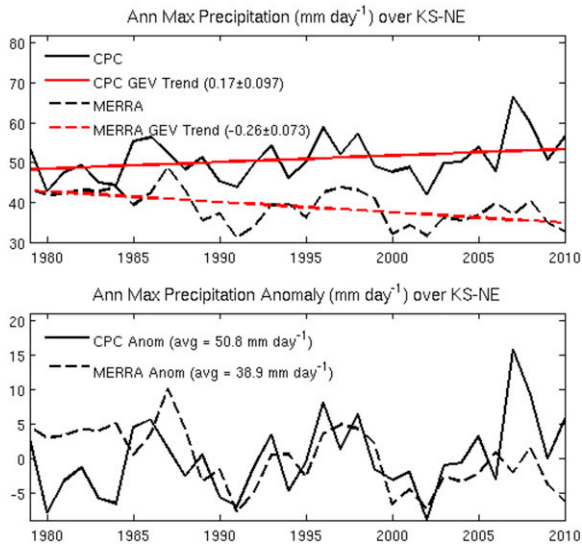 Ann Max Precipitation (mm day⁻¹) over KS-NE
80
70
60
50
40
30
CPC
CPC GEV Trend (0.17±0.097)
MERRA
MERRA GEV Trend (-0.26±0.073)
1980 1985 1990 1995 2000 2005 2010
Ann Max Precipitation Anomaly (mm day⁻¹) over KS-NE
20
15
10
5
0
-5
CPC Anom (avg = 50.8 mm day⁻¹)
MERRA Anom (avg = 38.9 mm day⁻¹)
1980 1985 1990 1995 2000 2005 2010